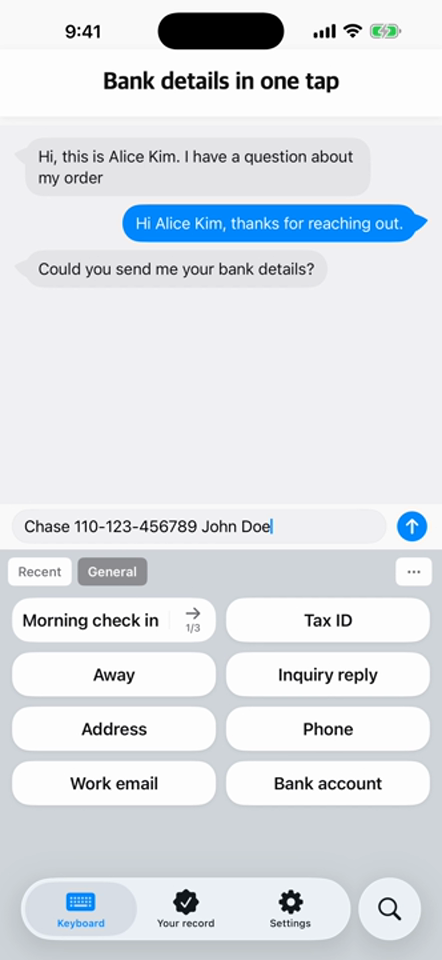 9:41
Bank details in one tap
Hi, this is Alice Kim. I have a question about
my order
Hi Alice Kim, thanks for reaching out.
Could you send me your bank details?
Chase 110-123-456789 John Doe
Recent
General
...
Morning check in
1/3
Tax ID
Away
Inquiry reply
Address
Phone
Work email
Bank account
Keyboard
Your record
Settings